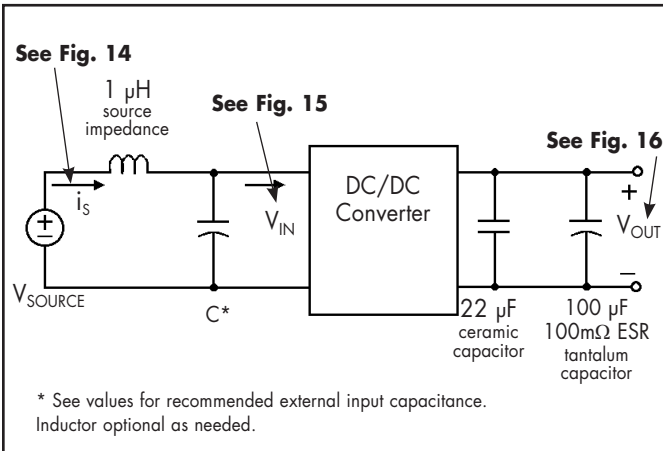 See Fig. 14
1 µH
source
impedance
See Fig. 15
See Fig. 16
iS
VIN
DC/DC
Converter
+
VOUT
–
+
–
VSOURCE
C*
22 µF
ceramic
capacitor
100 µF
100mΩ ESR
tantalum
capacitor
* See values for recommended external input capacitance.
Inductor optional as needed.